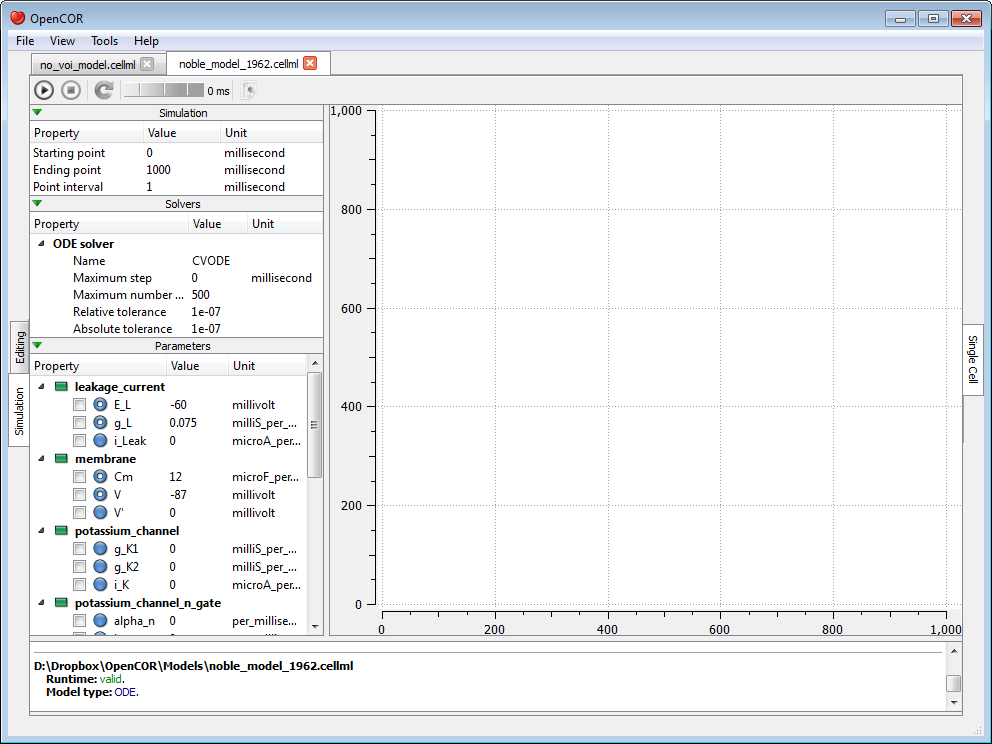 OpenCOR
File View Tools Help
no_voi_model.cellml noble_model_1962.cellml
0 ms
Simulation
Property Value Unit
Starting point 0 millisecond
Ending point 1000 millisecond
Point interval 1 millisecond
Solvers
Property Value Unit
ODE solver
Name CVODE
Maximum step 0 millisecond
Maximum number ... 500
Relative tolerance 1e-07
Absolute tolerance 1e-07
Parameters
Property Value Unit
leakage_current
E_L -60 millivolt
g_L 0.075 milliS_per_...
i_Leak 0 microA_per...
membrane
Cm 12 microF_per...
V -87 millivolt
V' 0 millivolt
potassium_channel
g_K1 0 milliS_per_...
g_K2 0 milliS_per_...
i_K 0 microA_per...
potassium_channel_n_gate
alpha_n 0 per_millise...
Editing
Simulation
1,000
800
600
400
200
0
0 200 400 600 800 1,000
Single Cell
D:\Dropbox\OpenCOR\Models\noble_model_1962.cellml
Runtime: valid.
Model type: ODE.